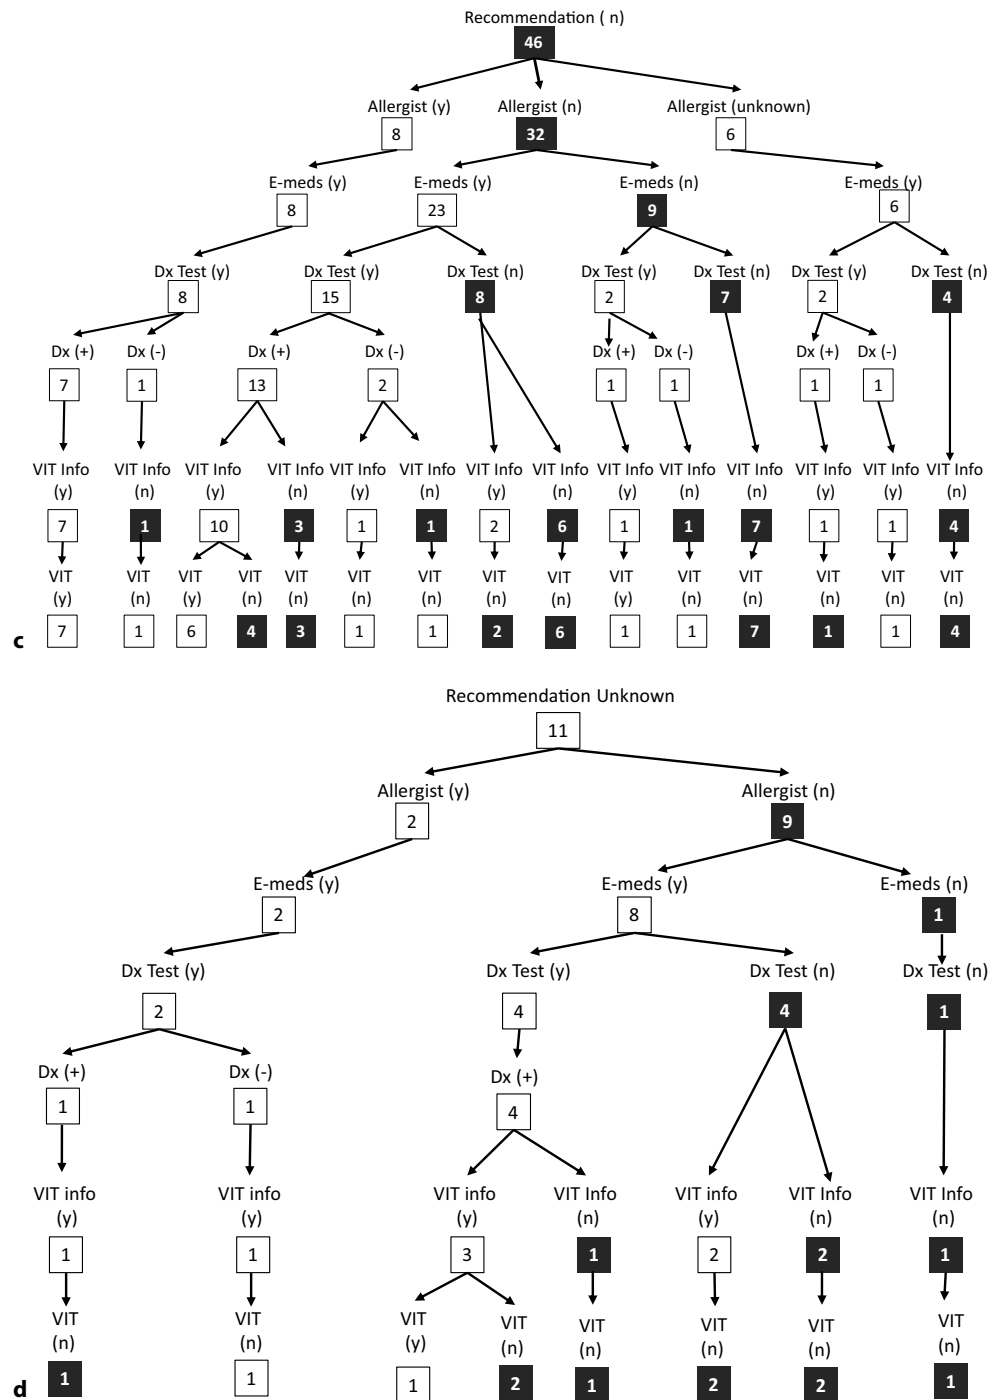 Recommendation ( n)
46
Allergist (y) Allergist (n) Allergist (unknown)
8 32 6
E-meds (y) E-meds (y) E-meds (n) E-meds (y)
8 23 9 6
Dx Test (y) Dx Test (y) Dx Test (n) Dx Test (y) Dx Test (n) Dx Test (y) Dx Test (n)
8 15 8 2 7 2 4
Dx (+) Dx (-) Dx (+) Dx (-) Dx (+) Dx (-) Dx (+) Dx (-)
7 1 13 2 1 1 1 1
VIT Info VIT Info VIT Info VIT Info VIT Info VIT Info VIT Info VIT Info VIT Info VIT Info VIT Info VIT Info VIT Info VIT Info
(y) (n) (y) (n) (y) (n) (y) (n) (y) (n) (n) (y) (y) (n)
7 1 10 3 1 1 2 6 1 1 7 1 1 4
VIT VIT VIT VIT VIT VIT VIT VIT VIT VIT VIT VIT VIT VIT VIT
(y) (n) (y) (n) (n) (n) (n) (n) (n) (y) (n) (n) (n) (n) (n)
7 1 6 4 3 1 1 2 6 1 1 7 1 1 4
c
Recommendation Unknown
11
Allergist (y) Allergist (n)
2 9
E-meds (y) E-meds (y) E-meds (n)
2 8 1
Dx Test (y) Dx Test (y) Dx Test (n) Dx Test (n)
2 4 4 1
Dx (+) Dx (-) Dx (+)
1 1 4
VIT info VIT info VIT info VIT Info VIT info VIT Info VIT Info
(y) (y) (y) (n) (y) (n) (n)
1 1 3 1 2 2 1
VIT VIT VIT VIT VIT VIT VIT VIT
(n) (n) (y) (n) (n) (n) (n) (n)
1 1 1 2 1 2 2 1
d